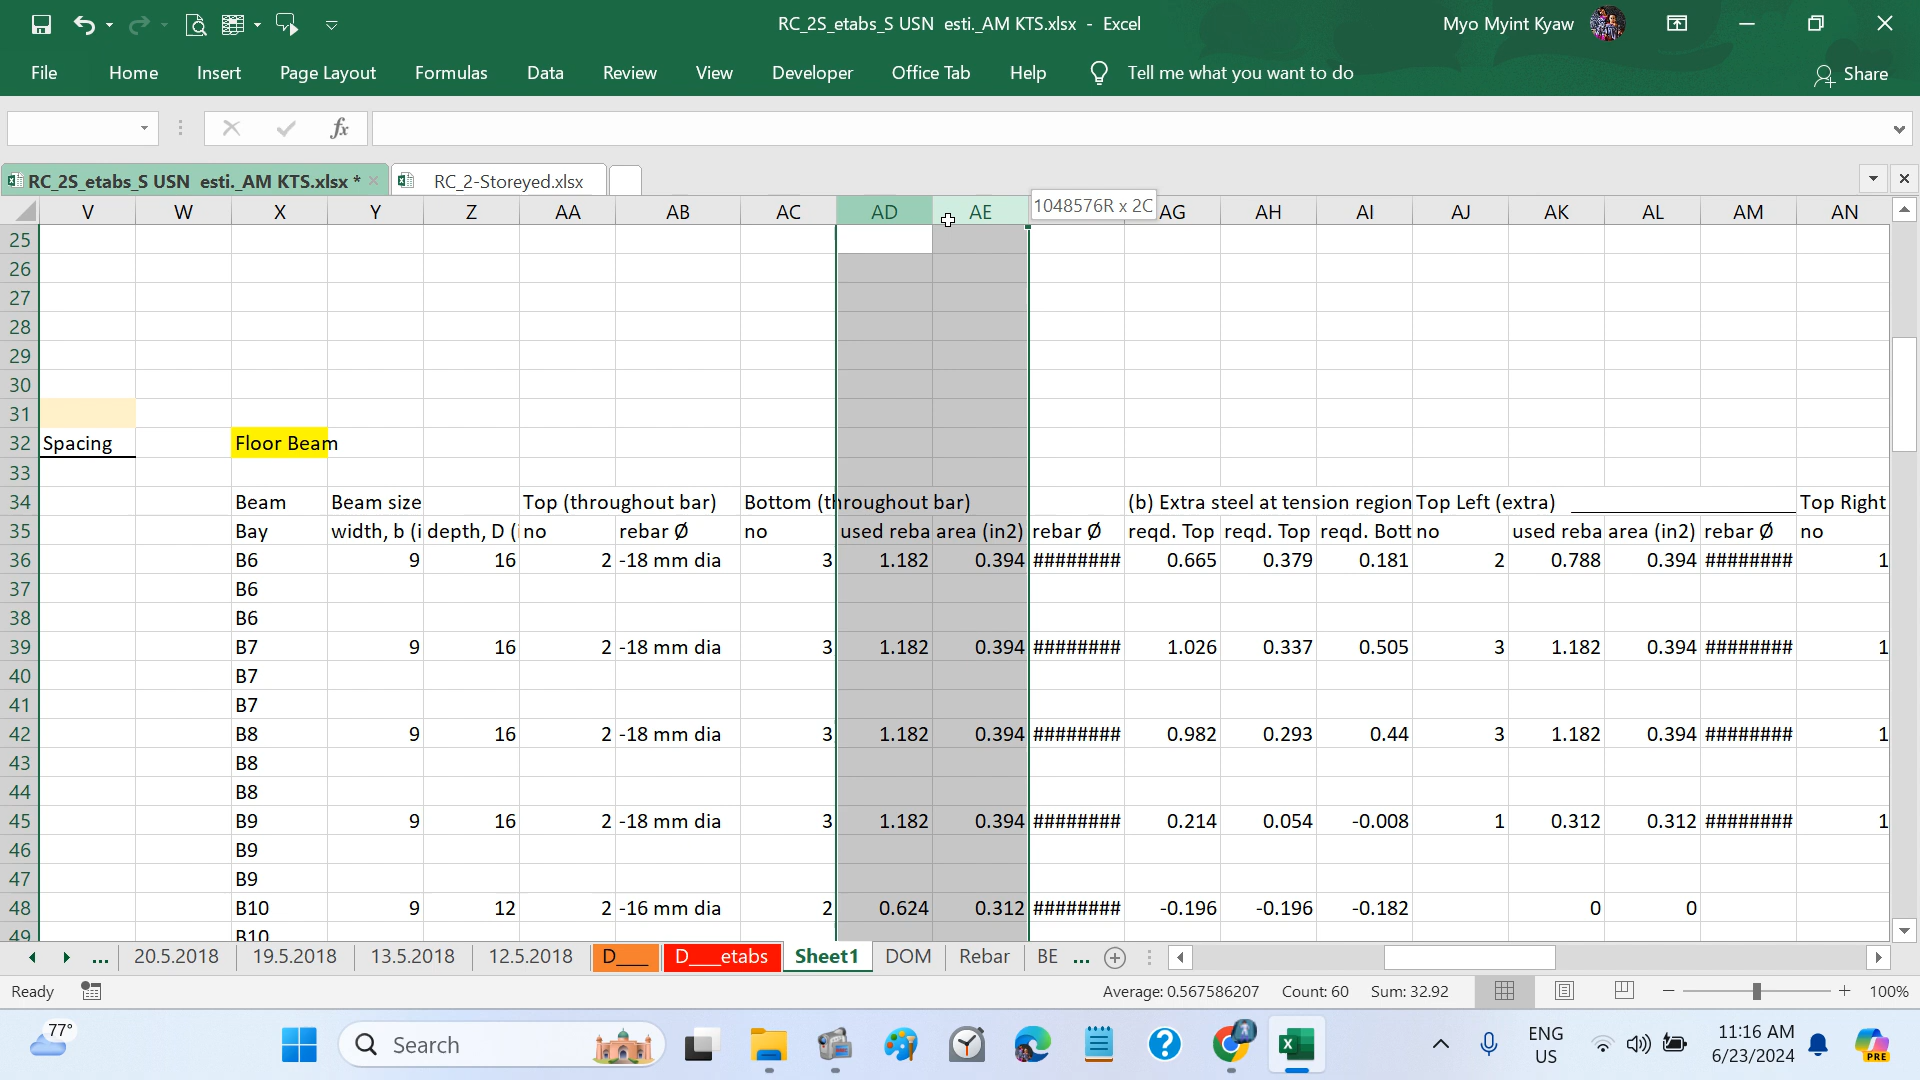 RC_2S_etabs_S USN  esti._AM KTS.xlsx  -  Excel
Myo Myint Kyaw
File Home Insert Page Layout Formulas Data Review View Developer Office Tab Help Tell me what you want to do Share
fx
RC_2S_etabs_S USN  esti._AM KTS.xlsx *
RC_2-Storeyed.xlsx
V W X Y Z AA AB AC AD AE 1048576R x 2C AG AH AI AJ AK AL AM AN
25
26
27
28
29
30
31
32 Spacing Floor Beam
33
34 Beam Beam size Top (throughout bar) Bottom (throughout bar) (b) Extra steel at tension region Top Left (extra) Top Right
35 Bay width, b (i depth, D (i no rebar Ø no used reba area (in2) rebar Ø reqd. Top reqd. Top reqd. Bott no used reba area (in2) rebar Ø no
36 B6 9 16 2 -18 mm dia 3 1.182 0.394 ######## 0.665 0.379 0.181 2 0.788 0.394 ######## 1
37 B6
38 B6
39 B7 9 16 2 -18 mm dia 3 1.182 0.394 ######## 1.026 0.337 0.505 3 1.182 0.394 ######## 1
40 B7
41 B7
42 B8 9 16 2 -18 mm dia 3 1.182 0.394 ######## 0.982 0.293 0.44 3 1.182 0.394 ######## 1
43 B8
44 B8
45 B9 9 16 2 -18 mm dia 3 1.182 0.394 ######## 0.214 0.054 -0.008 1 0.312 0.312 ######## 1
46 B9
47 B9
48 B10 9 12 2 -16 mm dia 2 0.624 0.312 ######## -0.196 -0.196 -0.182 0 0
49 B10
... 20.5.2018 19.5.2018 13.5.2018 12.5.2018 D____ D____etabs Sheet1 DOM Rebar BE ...
Ready Average: 0.567586207 Count: 60 Sum: 32.92 100%
77° Search ENG 11:16 AM
US 6/23/2024 PRE